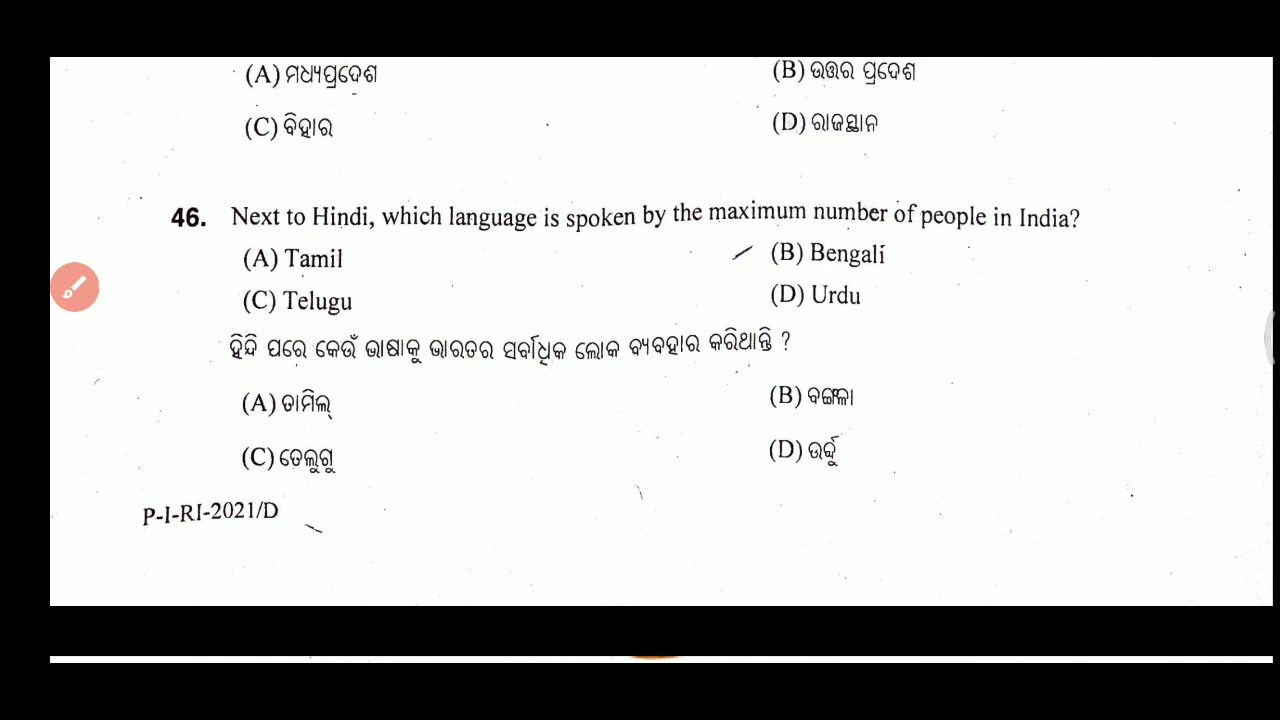 (A) ମଧ୍ୟପ୍ରଦେଶ (B) ଉତ୍ତର ପ୍ରଦେଶ
(C) ବିହାର (D) ରାଜସ୍ଥାନ
46. Next to Hindi, which language is spoken by the maximum number of people in India?
(A) Tamil (B) Bengali
(C) Telugu (D) Urdu
ହିନ୍ଦି ପରେ କେଉଁ ଭାଷାକୁ ଭାରତର ସର୍ବାଧିକ ଲୋକ ବ୍ୟବହାର କରିଥାନ୍ତି ?
(A) ତାମିଲ୍ (B) ବଙ୍ଗଳା
(C) ତେଲୁଗୁ (D) ଉର୍ଦ୍ଦୁ
P-I-RI-2021/D